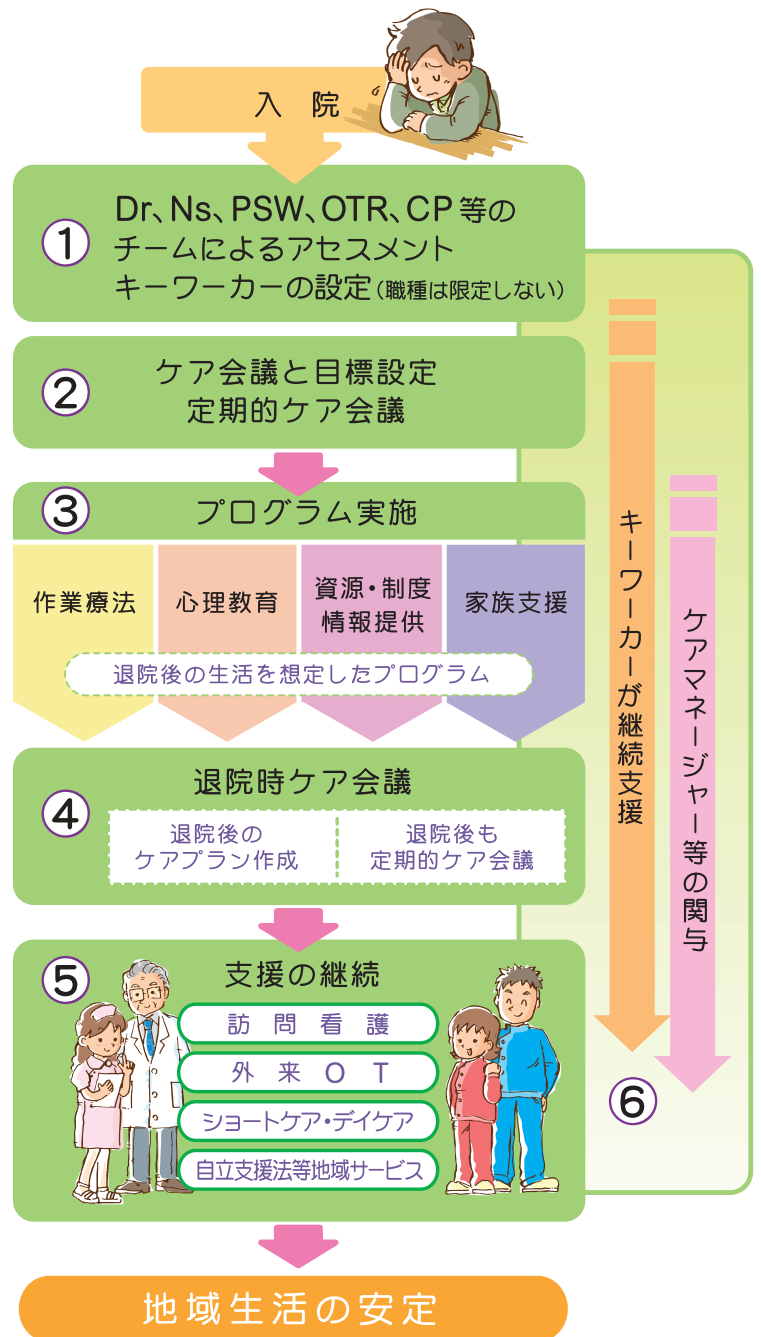 入 院
① Dr、Ns、PSW、OTR、CP 等の
チームによるアセスメント
キーワーカーの設定(職種は限定しない)
② ケア会議と目標設定
定期的ケア会議
③ プログラム実施
作業療法
心理教育
資源・制度
情報提供
家族支援
退院後の生活を想定したプログラム
④ 退院時ケア会議
退院後の
ケアプラン作成
退院後も
定期的ケア会議
⑤ 支援の継続
訪 問 看 護
外 来 O T
ショートケア・デイケア
自立支援法等地域サービス
キーワーカーが継続支援
ケアマネージャー等の関与
⑥
地域生活の安定